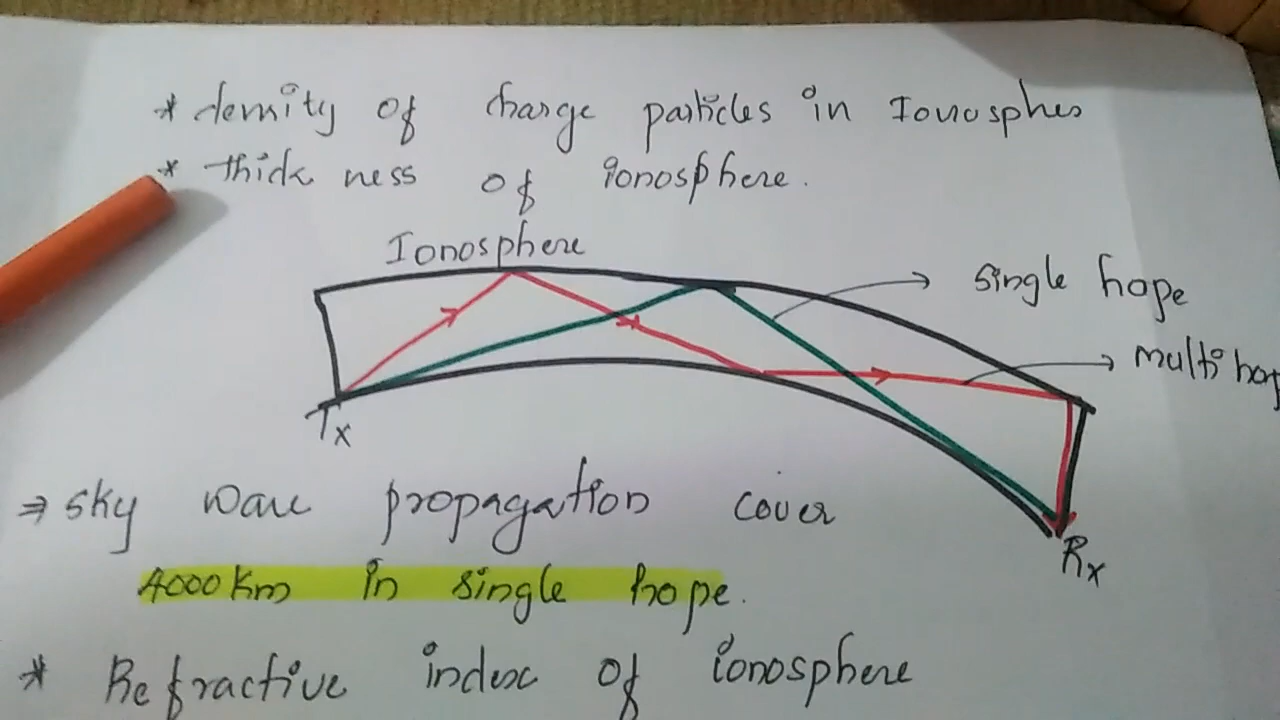 * density of charge particles in Ionosphes
* thick ness of ionosphere.
Ionosphere
single hope
multi hop
Tx
Rx
⇒ sky wave propagation cover
4000 Km in single hope.
* Refractive index of ionosphere